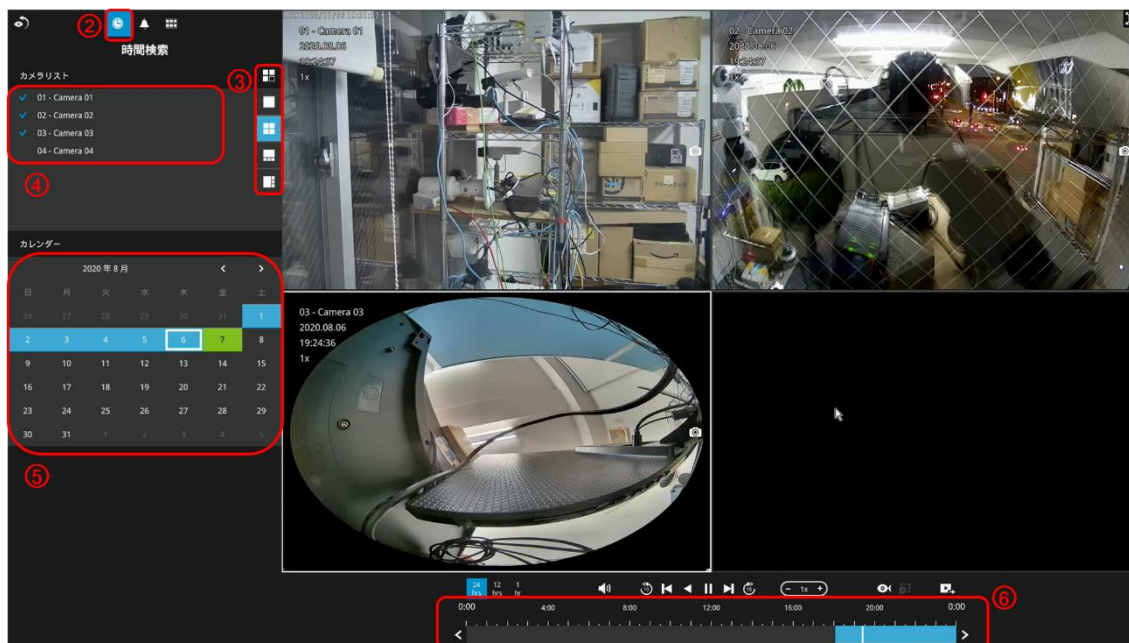 ②
時間検索
③
カメラリスト
01 - Camera 01
02 - Camera 02
03 - Camera 03
04 - Camera 04
④
カレンダー
2020 年 8 月
日 月 火 水 木 金 土
26 27 28 29 30 31 1
2 3 4 5 6 7 8
9 10 11 12 13 14 15
16 17 18 19 20 21 22
23 24 25 26 27 28 29
30 31 1 2 3 4 5
⑤
01 - Camera 01
2020.08.06
19:24:37
1x
02 - Camera 02
2020.08.06
19:24:37
1x
03 - Camera 03
2020.08.06
19:24:36
1x
24 hrs 12 hrs 1 hr
10 10 1x
⑥
0:00 4:00 8:00 12:00 16:00 20:00 0:00